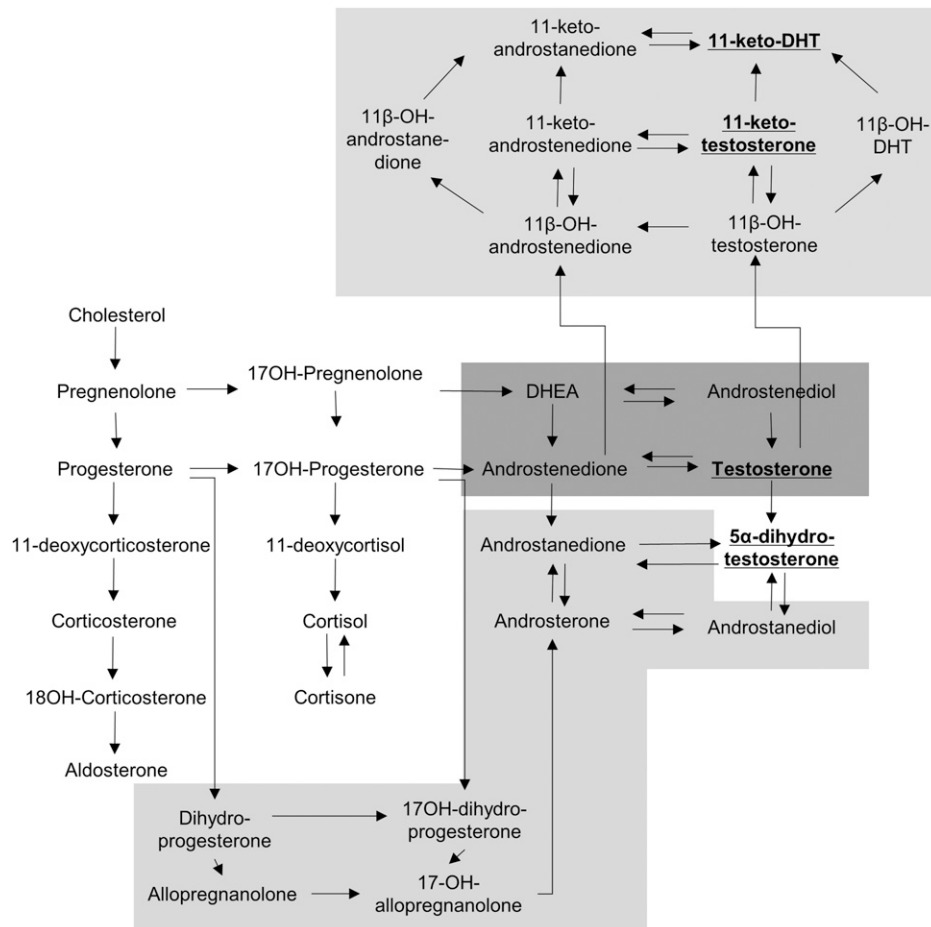 11-keto-
androstanedione
11-keto-DHT
11β-OH-
androstane-
dione
11-keto-
androstenedione
11-keto-
testosterone
11β-OH-
DHT
11β-OH-
androstenedione
11β-OH-
testosterone
Cholesterol
Pregnenolone
17OH-Pregnenolone
DHEA
Androstenediol
Progesterone
17OH-Progesterone
Androstenedione
Testosterone
11-deoxycorticosterone
11-deoxycortisol
Androstanedione
5α-dihydro-
testosterone
Corticosterone
Cortisol
Androsterone
Androstanediol
18OH-Corticosterone
Cortisone
Aldosterone
Dihydro-
progesterone
17OH-dihydro-
progesterone
Allopregnanolone
17-OH-
allopregnanolone